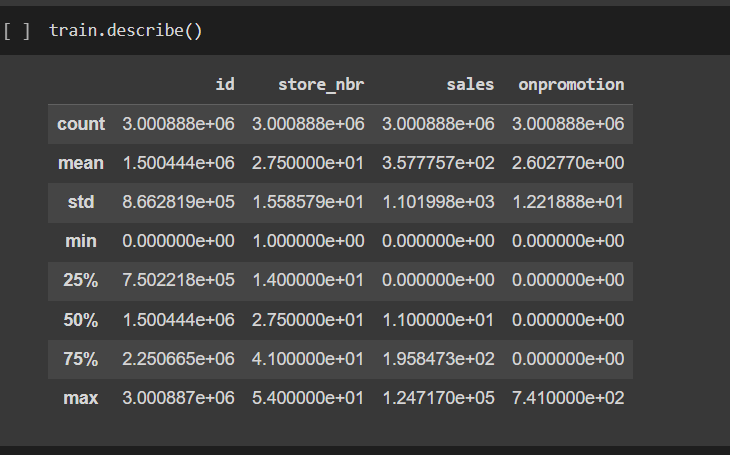 [ ] train.describe()
id store_nbr sales onpromotion
count 3.000888e+06 3.000888e+06 3.000888e+06 3.000888e+06
mean 1.500444e+06 2.750000e+01 3.577757e+02 2.602770e+00
std 8.662819e+05 1.558579e+01 1.101998e+03 1.221888e+01
min 0.000000e+00 1.000000e+00 0.000000e+00 0.000000e+00
25% 7.502218e+05 1.400000e+01 0.000000e+00 0.000000e+00
50% 1.500444e+06 2.750000e+01 1.100000e+01 0.000000e+00
75% 2.250665e+06 4.100000e+01 1.958473e+02 0.000000e+00
max 3.000887e+06 5.400000e+01 1.247170e+05 7.410000e+02